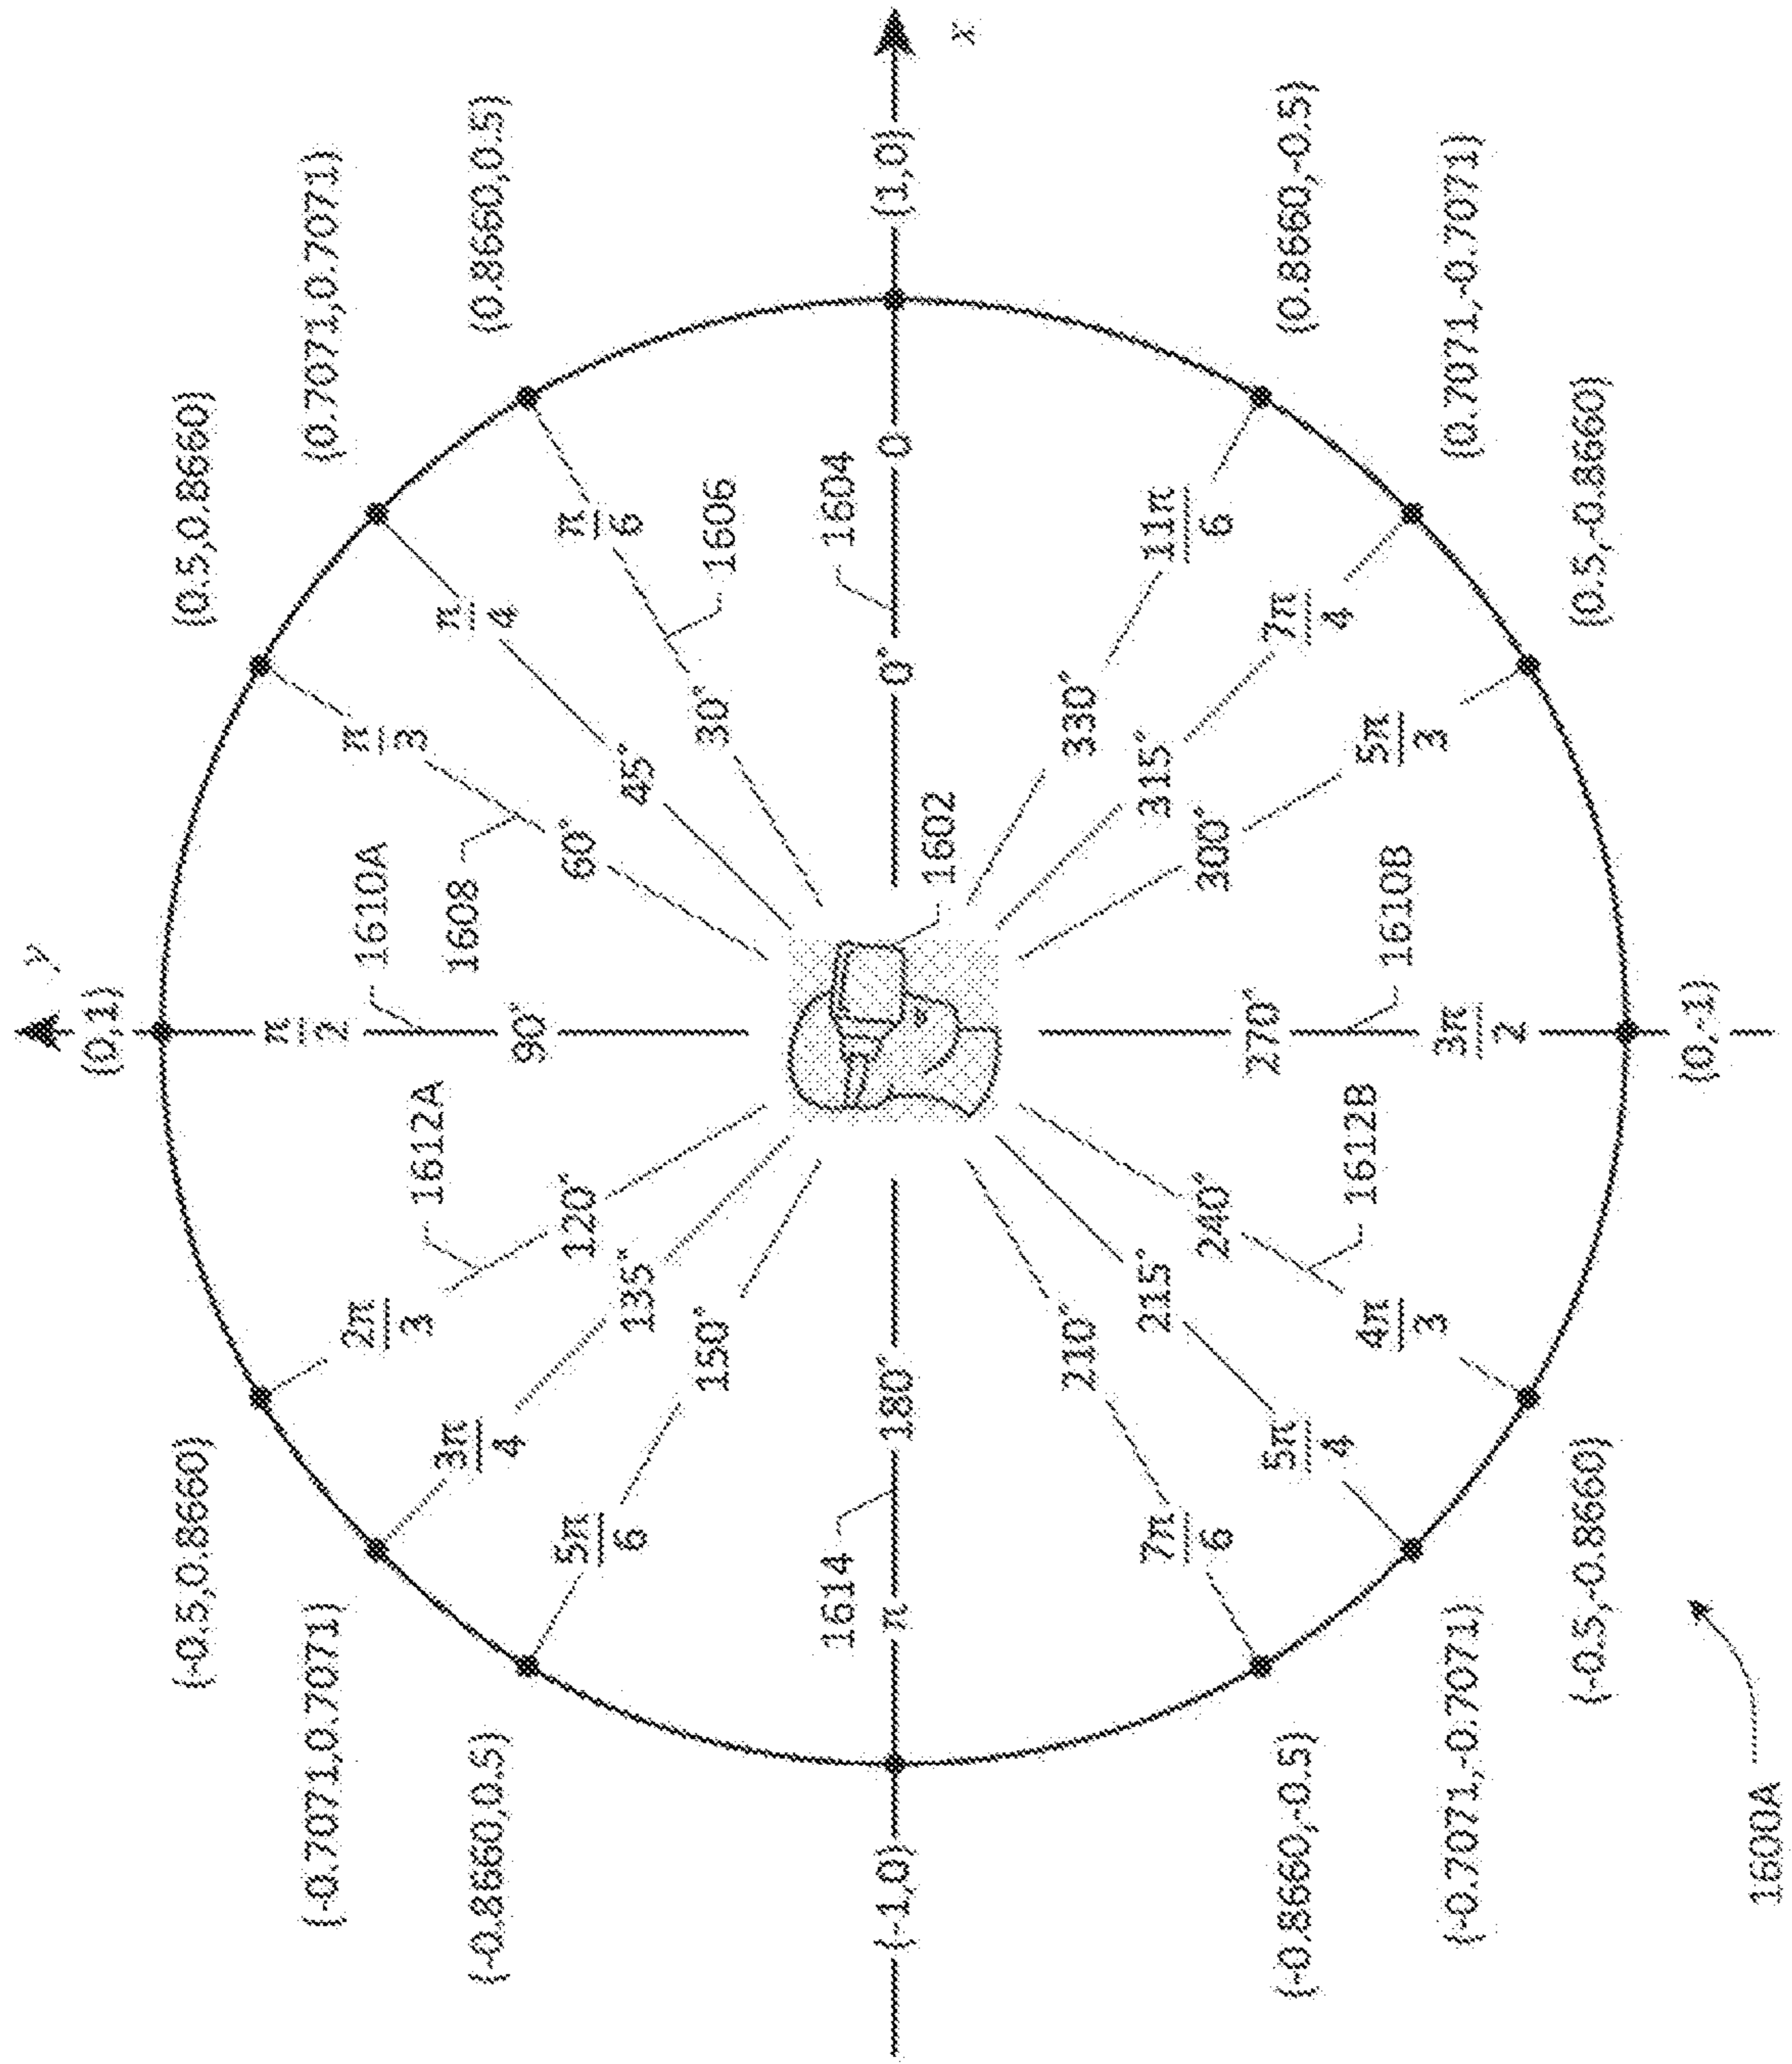 y
(0,1)
(-0.5,0.8660)
(0.5,0.8660)
π/2
(-0.7071,0.7071)
(0.7071,0.7071)
1610A
2π/3
π/3
1612A
1608
3π/4
π/4
(-0.8660,0.5)
(0.8660,0.5)
90°
120°
60°
5π/6
π/6
135°
45°
150°
30°
1606
1614
1604
(-1,0) π 180° 0° 0 (1,0)
x
1602
210°
330°
215°
315°
7π/6
11π/6
240°
300°
270°
(-0.8660,-0.5)
(0.8660,-0.5)
5π/4
7π/4
1612B
1610B
4π/3
5π/3
(-0.7071,-0.7071)
(0.7071,-0.7071)
3π/2
(-0.5,-0.8660)
(0.5,-0.8660)
(0,-1)
1600A